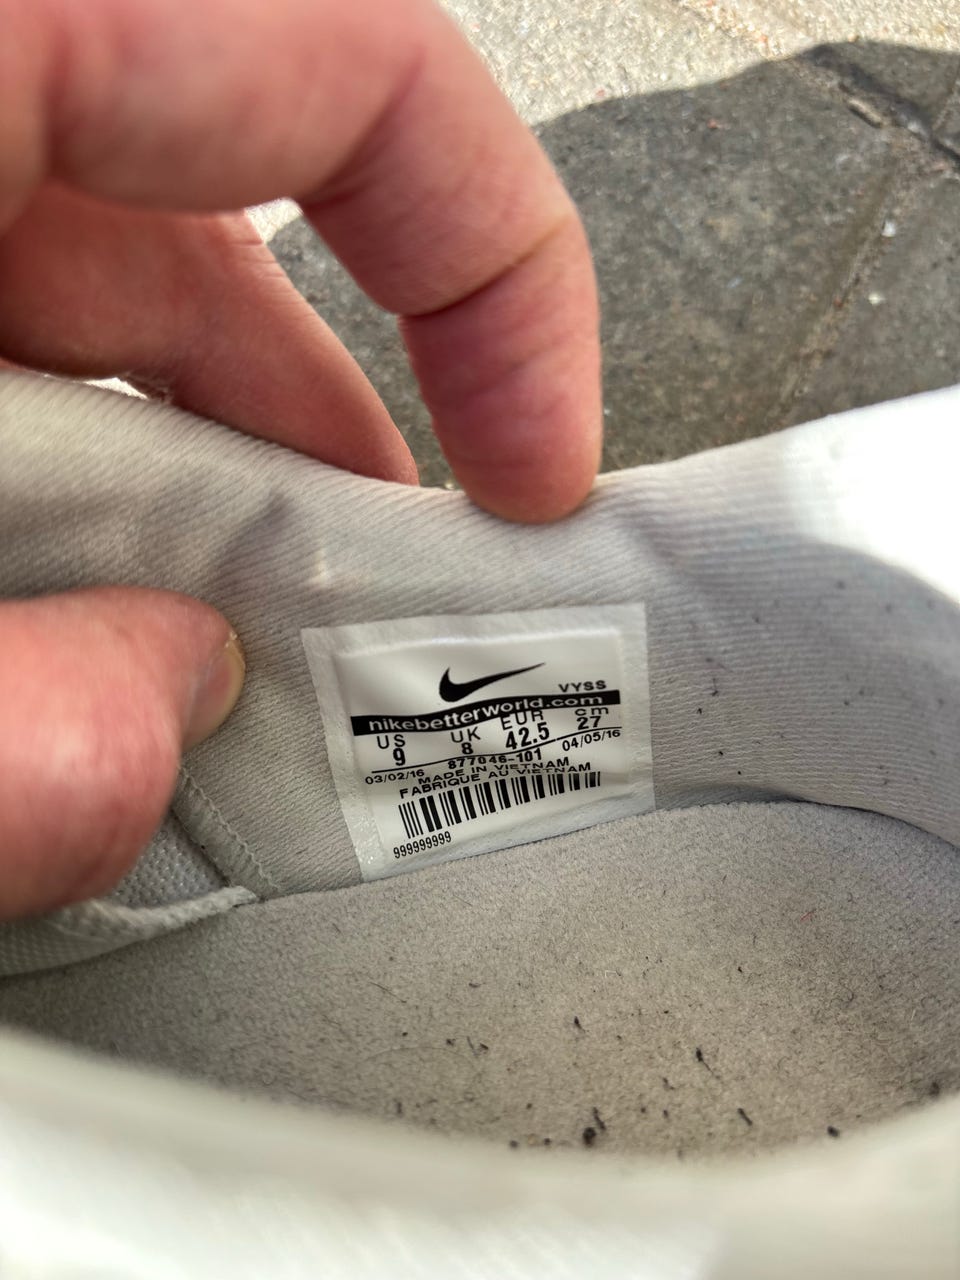 VYSS
nikebetterworld.com
US UK EUR cm
9 8 42.5 27
03/02/16 877046-101 04/05/16
MADE IN VIETNAM
FABRIQUE AU VIETNAM
999999999